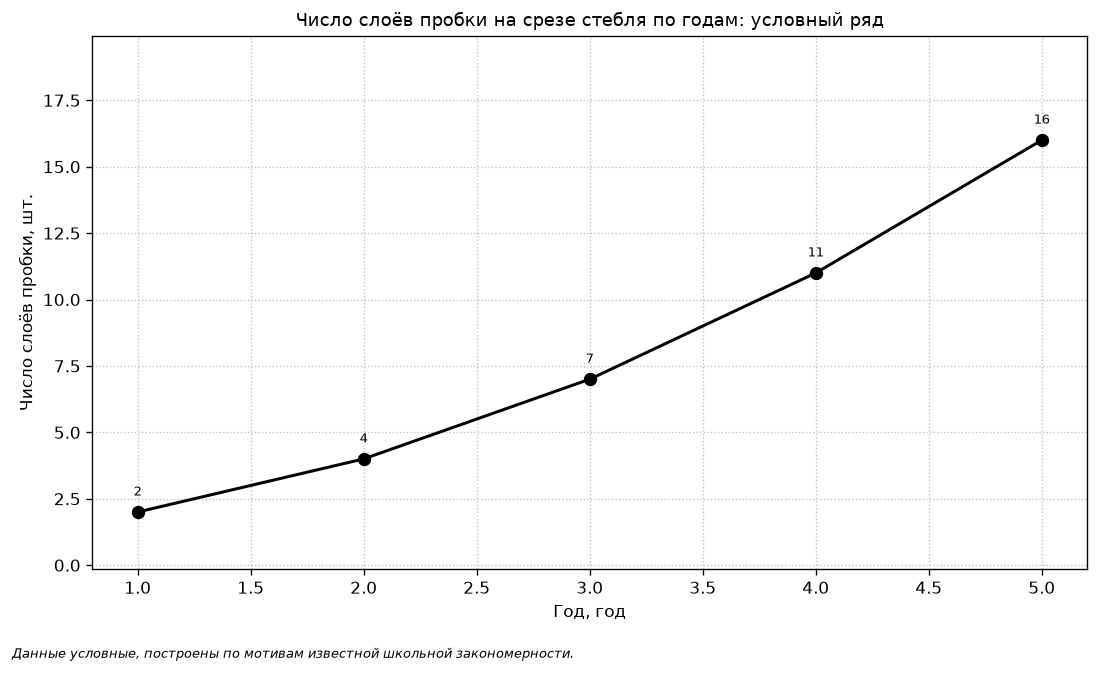 Число слоёв пробки на срезе стебля по годам: условный ряд
Число слоёв пробки, шт.
17.5
15.0
12.5
10.0
7.5
5.0
2.5
0.0
2
4
7
11
16
1.0 1.5 2.0 2.5 3.0 3.5 4.0 4.5 5.0
Год, год
Данные условные, построены по мотивам известной школьной закономерности.